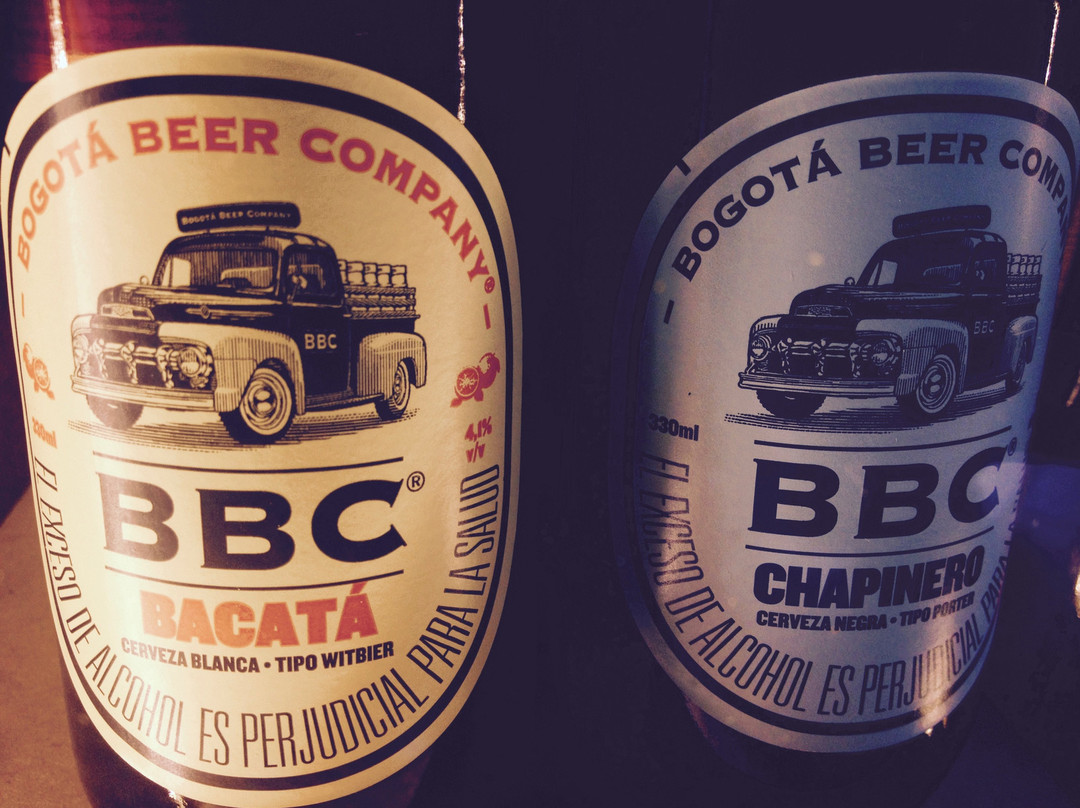 BOGOTÁ BEER COMPANY®
BOGOTÁ BEER COMPANY
BBC
330ml
4,1%
v/v
BBC®
BACATÁ
CERVEZA BLANCA • TIPO WITBIER
EL EXCESO DE ALCOHOL ES PERJUDICIAL PARA LA SALUD
BOGOTÁ BEER COMPA
BBC
330ml
BBC®
CHAPINERO
CERVEZA NEGRA • TIPO PORTER
EL EXCESO DE ALCOHOL ES PERJUDICIAL PARA LA